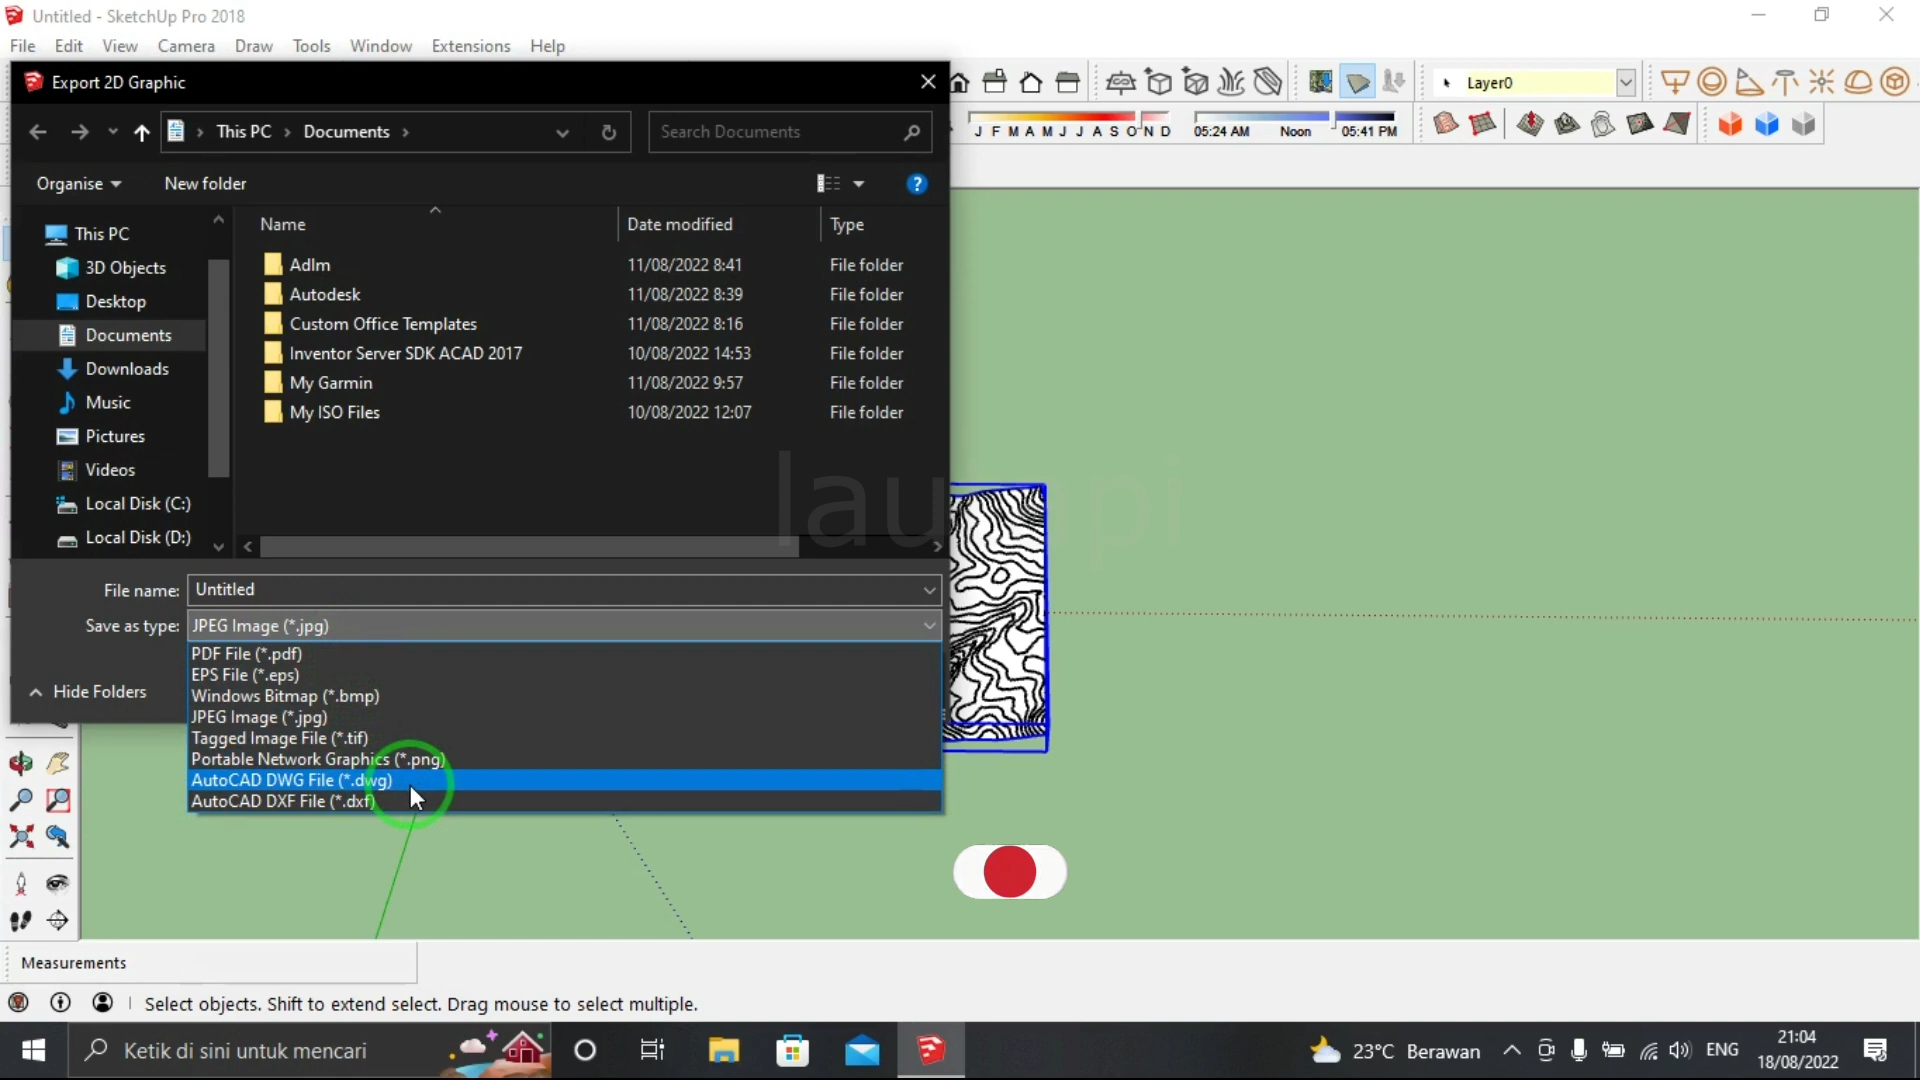 Untitled - SketchUp Pro 2018
File Edit View Camera Draw Tools Window Extensions Help
Export 2D Graphic
Layer0
This PC > Documents >
Search Documents
J F M A M J J A S O N D
05:24 AM Noon 05:41 PM
Organise
New folder
Name Date modified Type
This PC
3D Objects
Desktop
Documents
Downloads
Music
Pictures
Videos
Local Disk (C:)
Local Disk (D:)
Adlm 11/08/2022 8:41 File folder
Autodesk 11/08/2022 8:39 File folder
Custom Office Templates 11/08/2022 8:16 File folder
Inventor Server SDK ACAD 2017 10/08/2022 14:53 File folder
My Garmin 11/08/2022 9:57 File folder
My ISO Files 10/08/2022 12:07 File folder
File name: Untitled
Save as type: JPEG Image (*.jpg)
PDF File (*.pdf)
EPS File (*.eps)
Windows Bitmap (*.bmp)
JPEG Image (*.jpg)
Tagged Image File (*.tif)
Portable Network Graphics (*.png)
AutoCAD DWG File (*.dwg)
AutoCAD DXF File (*.dxf)
Hide Folders
Measurements
Select objects. Shift to extend select. Drag mouse to select multiple.
Ketik di sini untuk mencari
23°C Berawan
ENG
21:04
18/08/2022